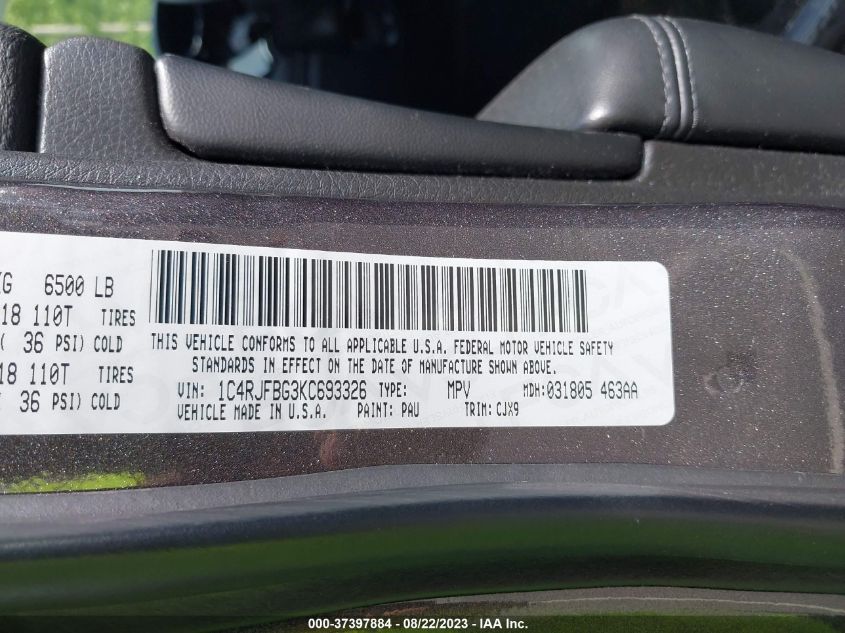 KG 6500 LB
18 110T TIRES
( 36 PSI) COLD
18 110T TIRES
36 PSI) COLD
THIS VEHICLE CONFORMS TO ALL APPLICABLE U.S.A. FEDERAL MOTOR VEHICLE SAFETY
STANDARDS IN EFFECT ON THE DATE OF MANUFACTURE SHOWN ABOVE.
VIN: 1C4RJFBG3KC693326 TYPE: MPV MDH:031805 463AA
VEHICLE MADE IN U.S.A. PAINT: PAU TRIM: CJX9
000-37397884 - 08/22/2023 - IAA Inc.